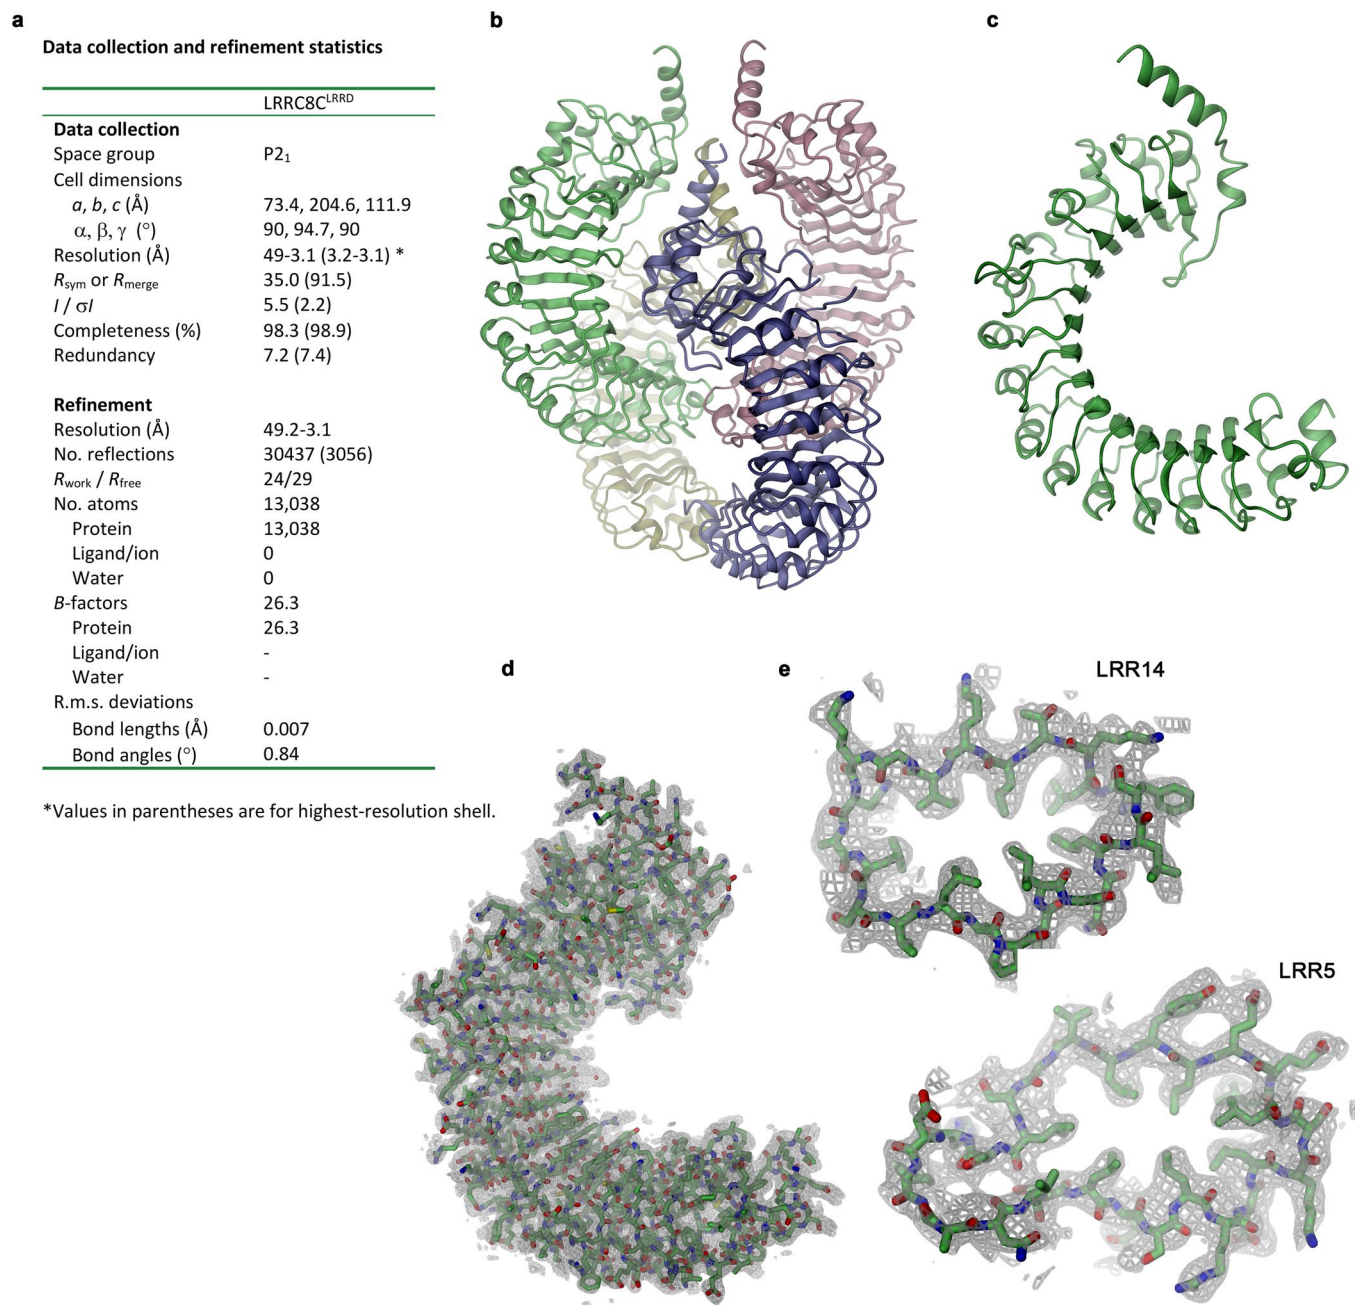 a
Data collection and refinement statistics
LRRC8C^LRRD
Data collection
Space group P2₁
Cell dimensions
a, b, c (Å) 73.4, 204.6, 111.9
α, β, γ (°) 90, 94.7, 90
Resolution (Å) 49-3.1 (3.2-3.1) *
Rsym or Rmerge 35.0 (91.5)
I / σI 5.5 (2.2)
Completeness (%) 98.3 (98.9)
Redundancy 7.2 (7.4)
Refinement
Resolution (Å) 49.2-3.1
No. reflections 30437 (3056)
Rwork / Rfree 24/29
No. atoms 13,038
Protein 13,038
Ligand/ion 0
Water 0
B-factors 26.3
Protein 26.3
Ligand/ion -
Water -
R.m.s. deviations
Bond lengths (Å) 0.007
Bond angles (°) 0.84
*Values in parentheses are for highest-resolution shell.
b
c
d
e
LRR14
LRR5